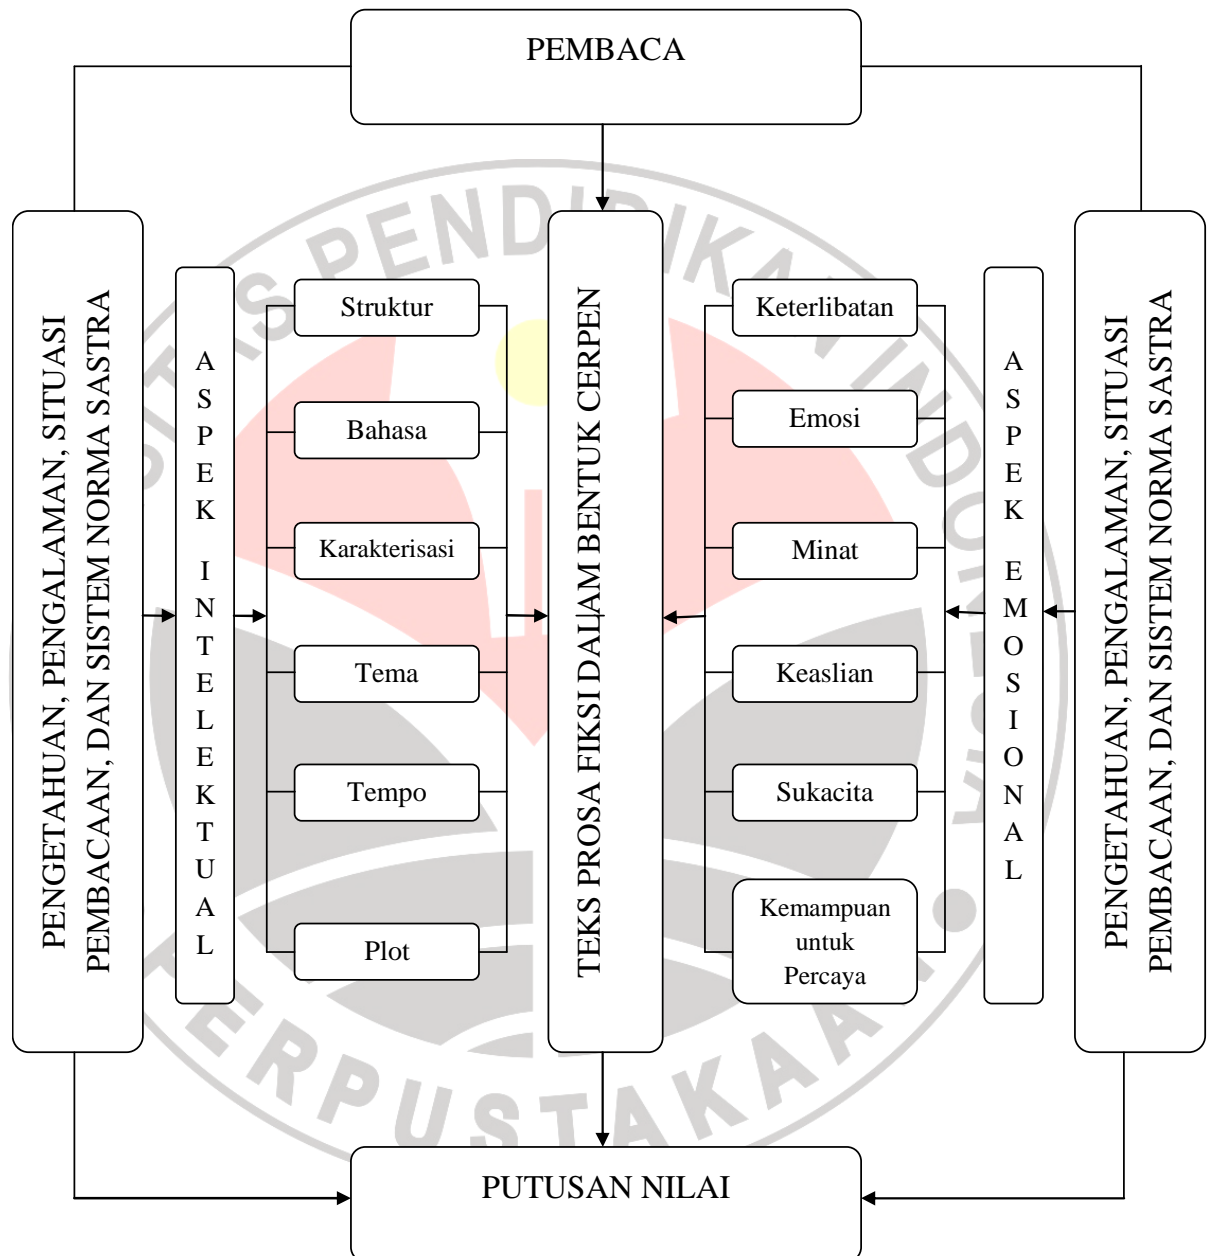 PEMBACA
PENGETAHUAN, PENGALAMAN, SITUASI
PEMBACAAN, DAN SISTEM NORMA SASTRA
ASPEK INTELEKTUAL
Struktur
Bahasa
Karakterisasi
Tema
Tempo
Plot
TEKS PROSA FIKSI DALAM BENTUK CERPEN
Keterlibatan
Emosi
Minat
Keaslian
Sukacita
Kemampuan
untuk
Percaya
ASPEK EMOSIONAL
PENGETAHUAN, PENGALAMAN, SITUASI
PEMBACAAN, DAN SISTEM NORMA SASTRA
PUTUSAN NILAI